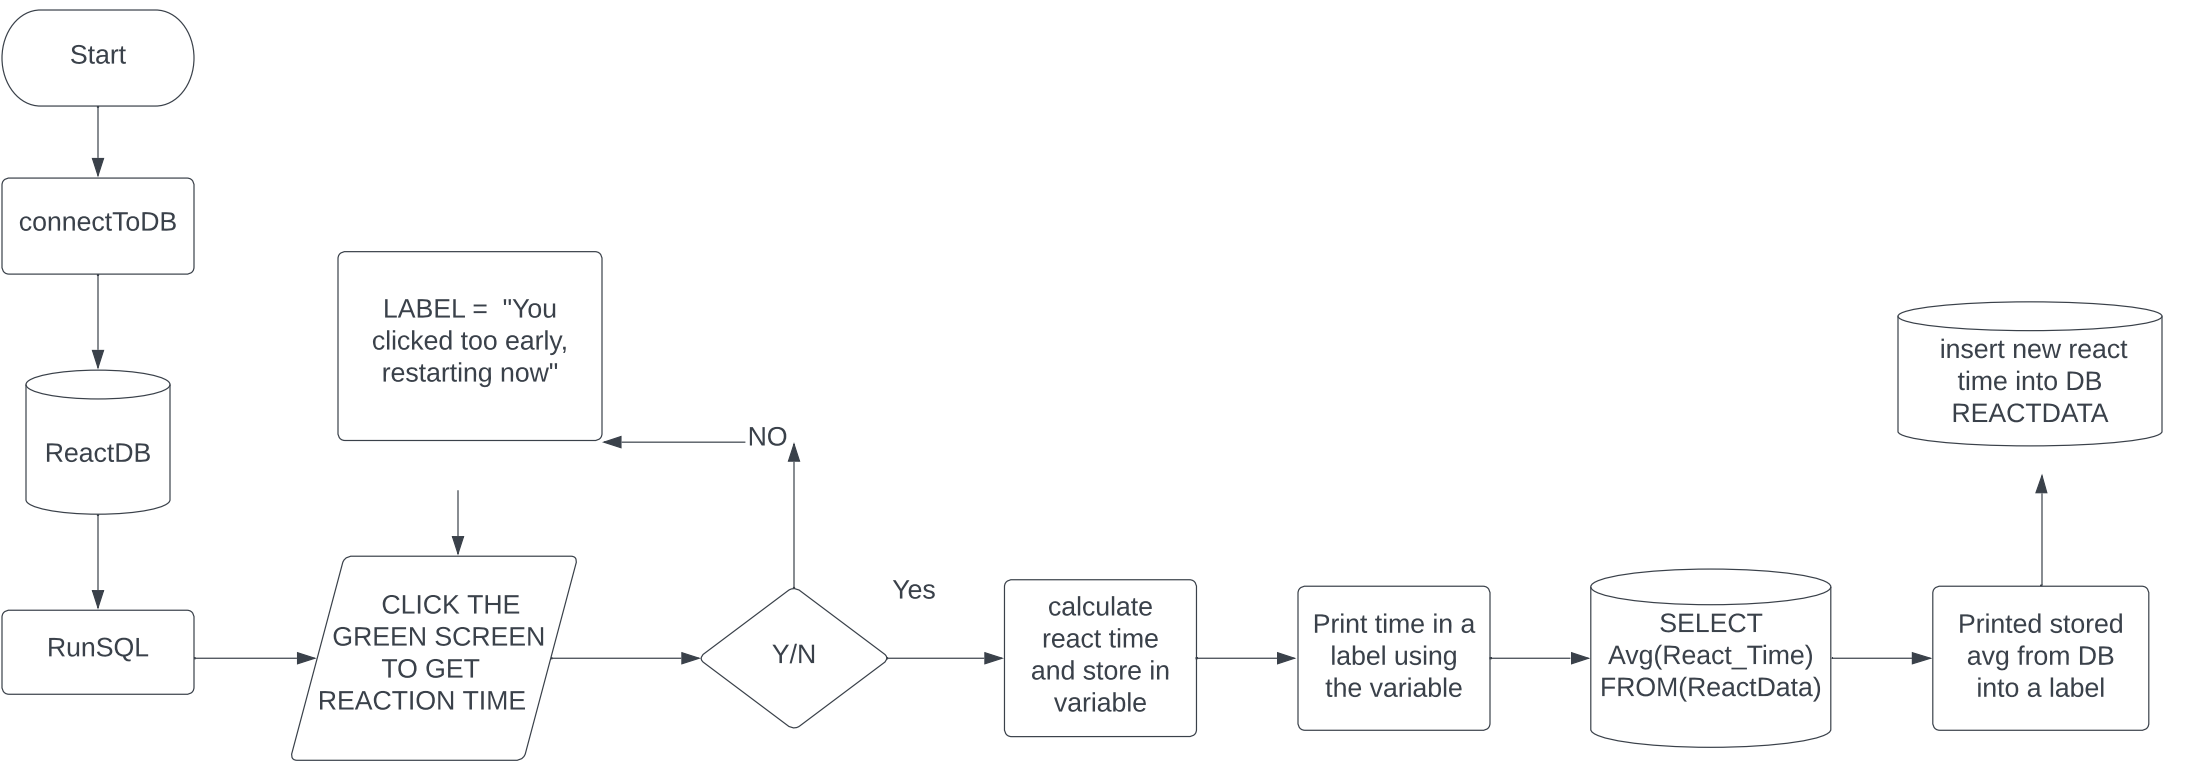 Start
connectToDB
ReactDB
RunSQL
LABEL =  "You
clicked too early,
restarting now"
NO
CLICK THE
GREEN SCREEN
TO GET
REACTION TIME
Y/N
Yes
calculate
react time
and store in
variable
Print time in a
label using
the variable
SELECT
Avg(React_Time)
FROM(ReactData)
Printed stored
avg from DB
into a label
insert new react
time into DB
REACTDATA